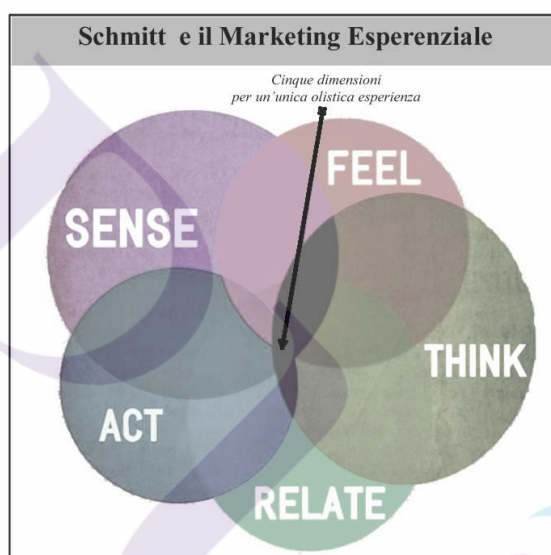 Schmitt e il Marketing Esperenziale
Cinque dimensioni
per un'unica olistica esperienza
FEEL
SENSE
THINK
ACT
RELATE